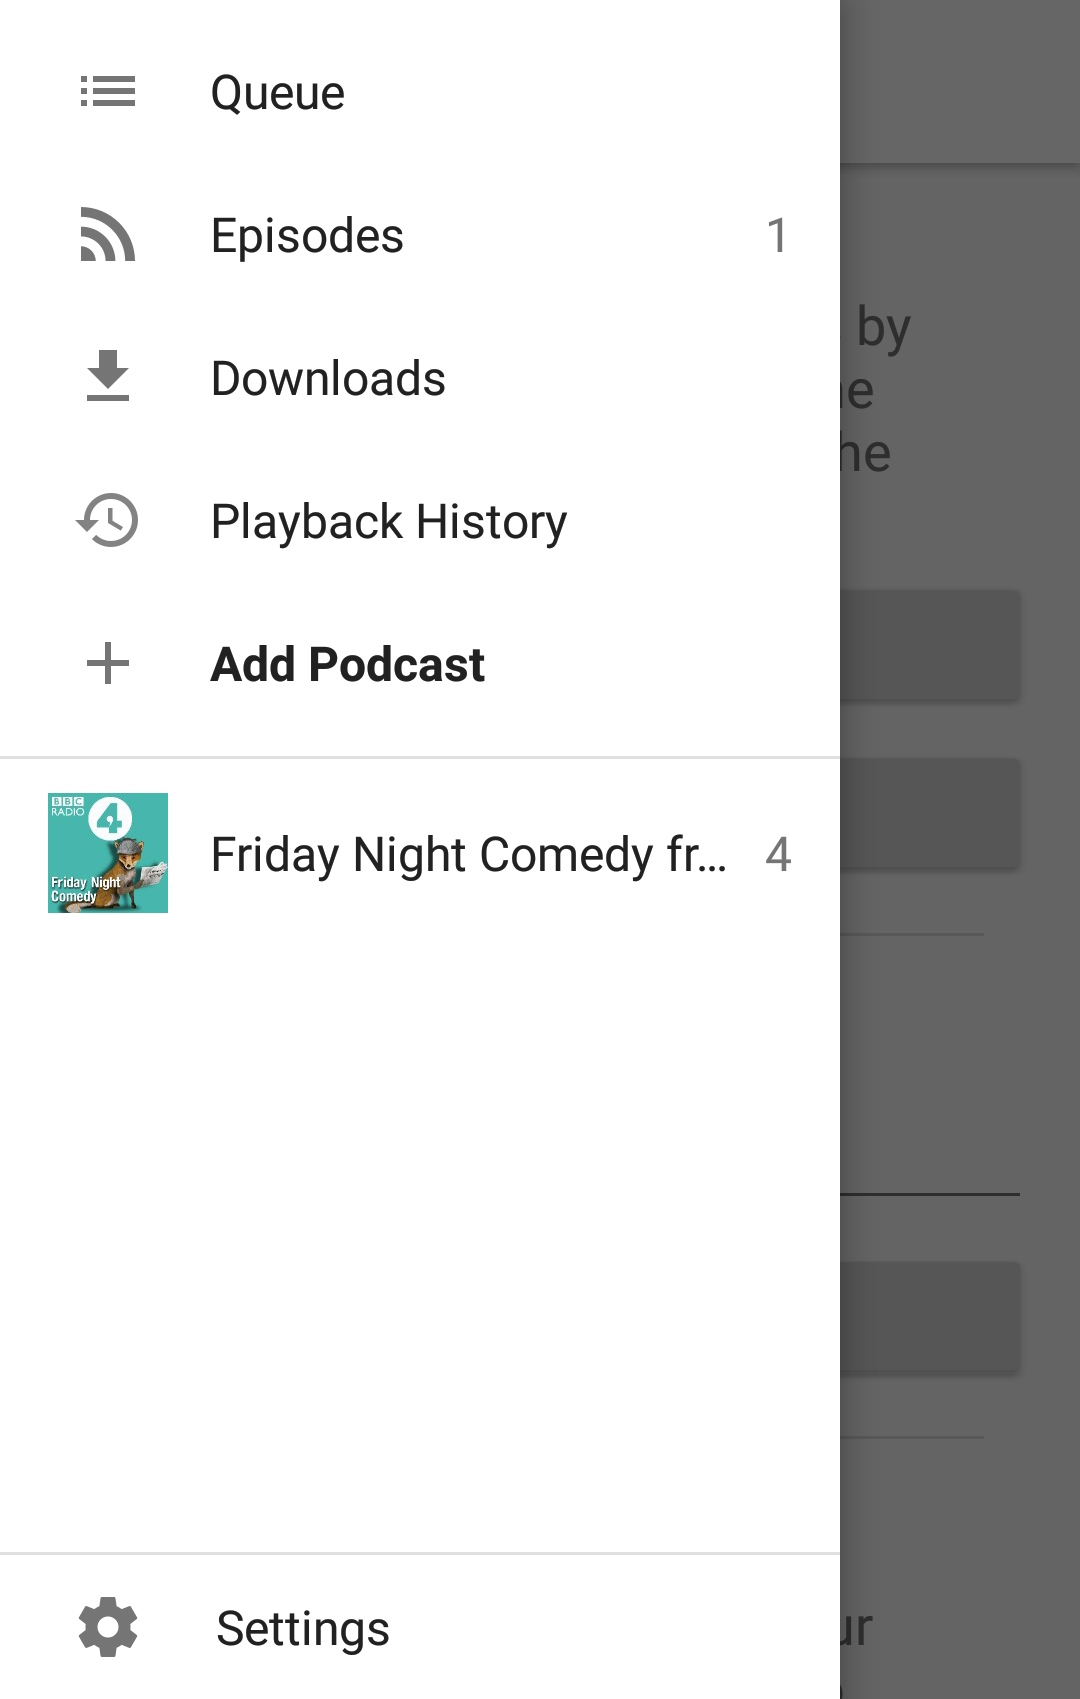 Queue
Episodes 1
by
he
Downloads
Playback History
Add Podcast
BBC
RADIO 4
Friday Night
Comedy
Friday Night Comedy fr... 4
Settings